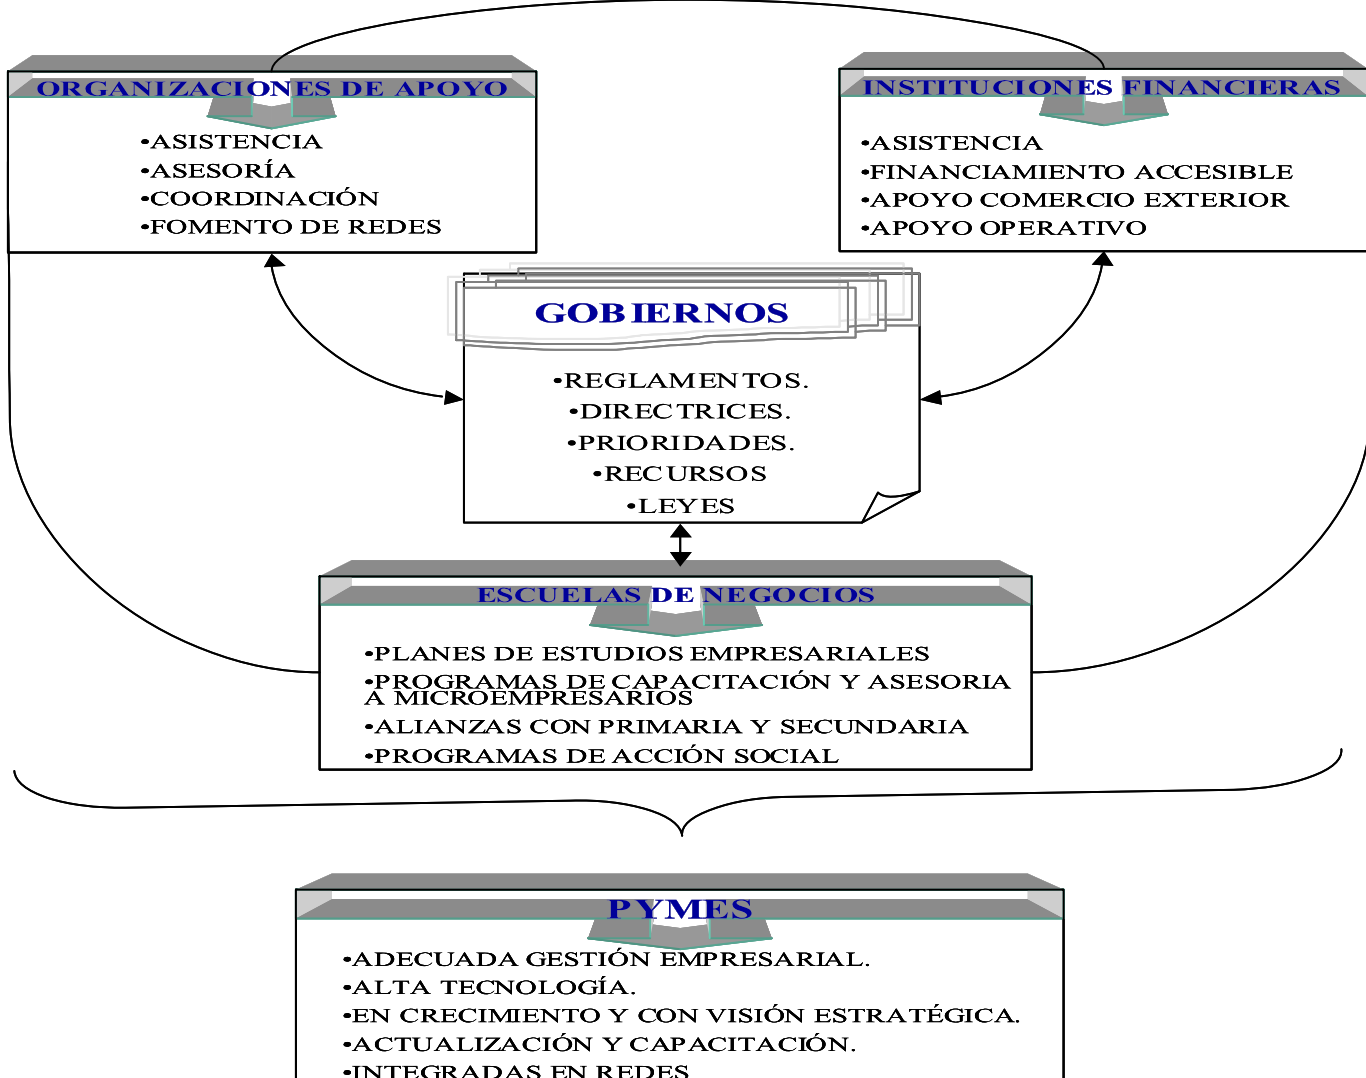 ORGANIZACIONES DE APOYO
•ASISTENCIA
•ASESORÍA
•COORDINACIÓN
•FOMENTO DE REDES
INSTITUCIONES FINANCIERAS
•ASISTENCIA
•FINANCIAMIENTO ACCESIBLE
•APOYO COMERCIO EXTERIOR
•APOYO OPERATIVO
GOBIERNOS
•REGLAMENTOS.
•DIRECTRICES.
•PRIORIDADES.
•RECURSOS
•LEYES
ESCUELAS DE NEGOCIOS
•PLANES DE ESTUDIOS EMPRESARIALES
•PROGRAMAS DE CAPACITACIÓN Y ASESORIA
A MICROEMPRESARIOS
•ALIANZAS CON PRIMARIA Y SECUNDARIA
•PROGRAMAS DE ACCIÓN SOCIAL
PYMES
•ADECUADA GESTIÓN EMPRESARIAL.
•ALTA TECNOLOGÍA.
•EN CRECIMIENTO Y CON VISIÓN ESTRATÉGICA.
•ACTUALIZACIÓN Y CAPACITACIÓN.
•INTEGRADAS EN REDES